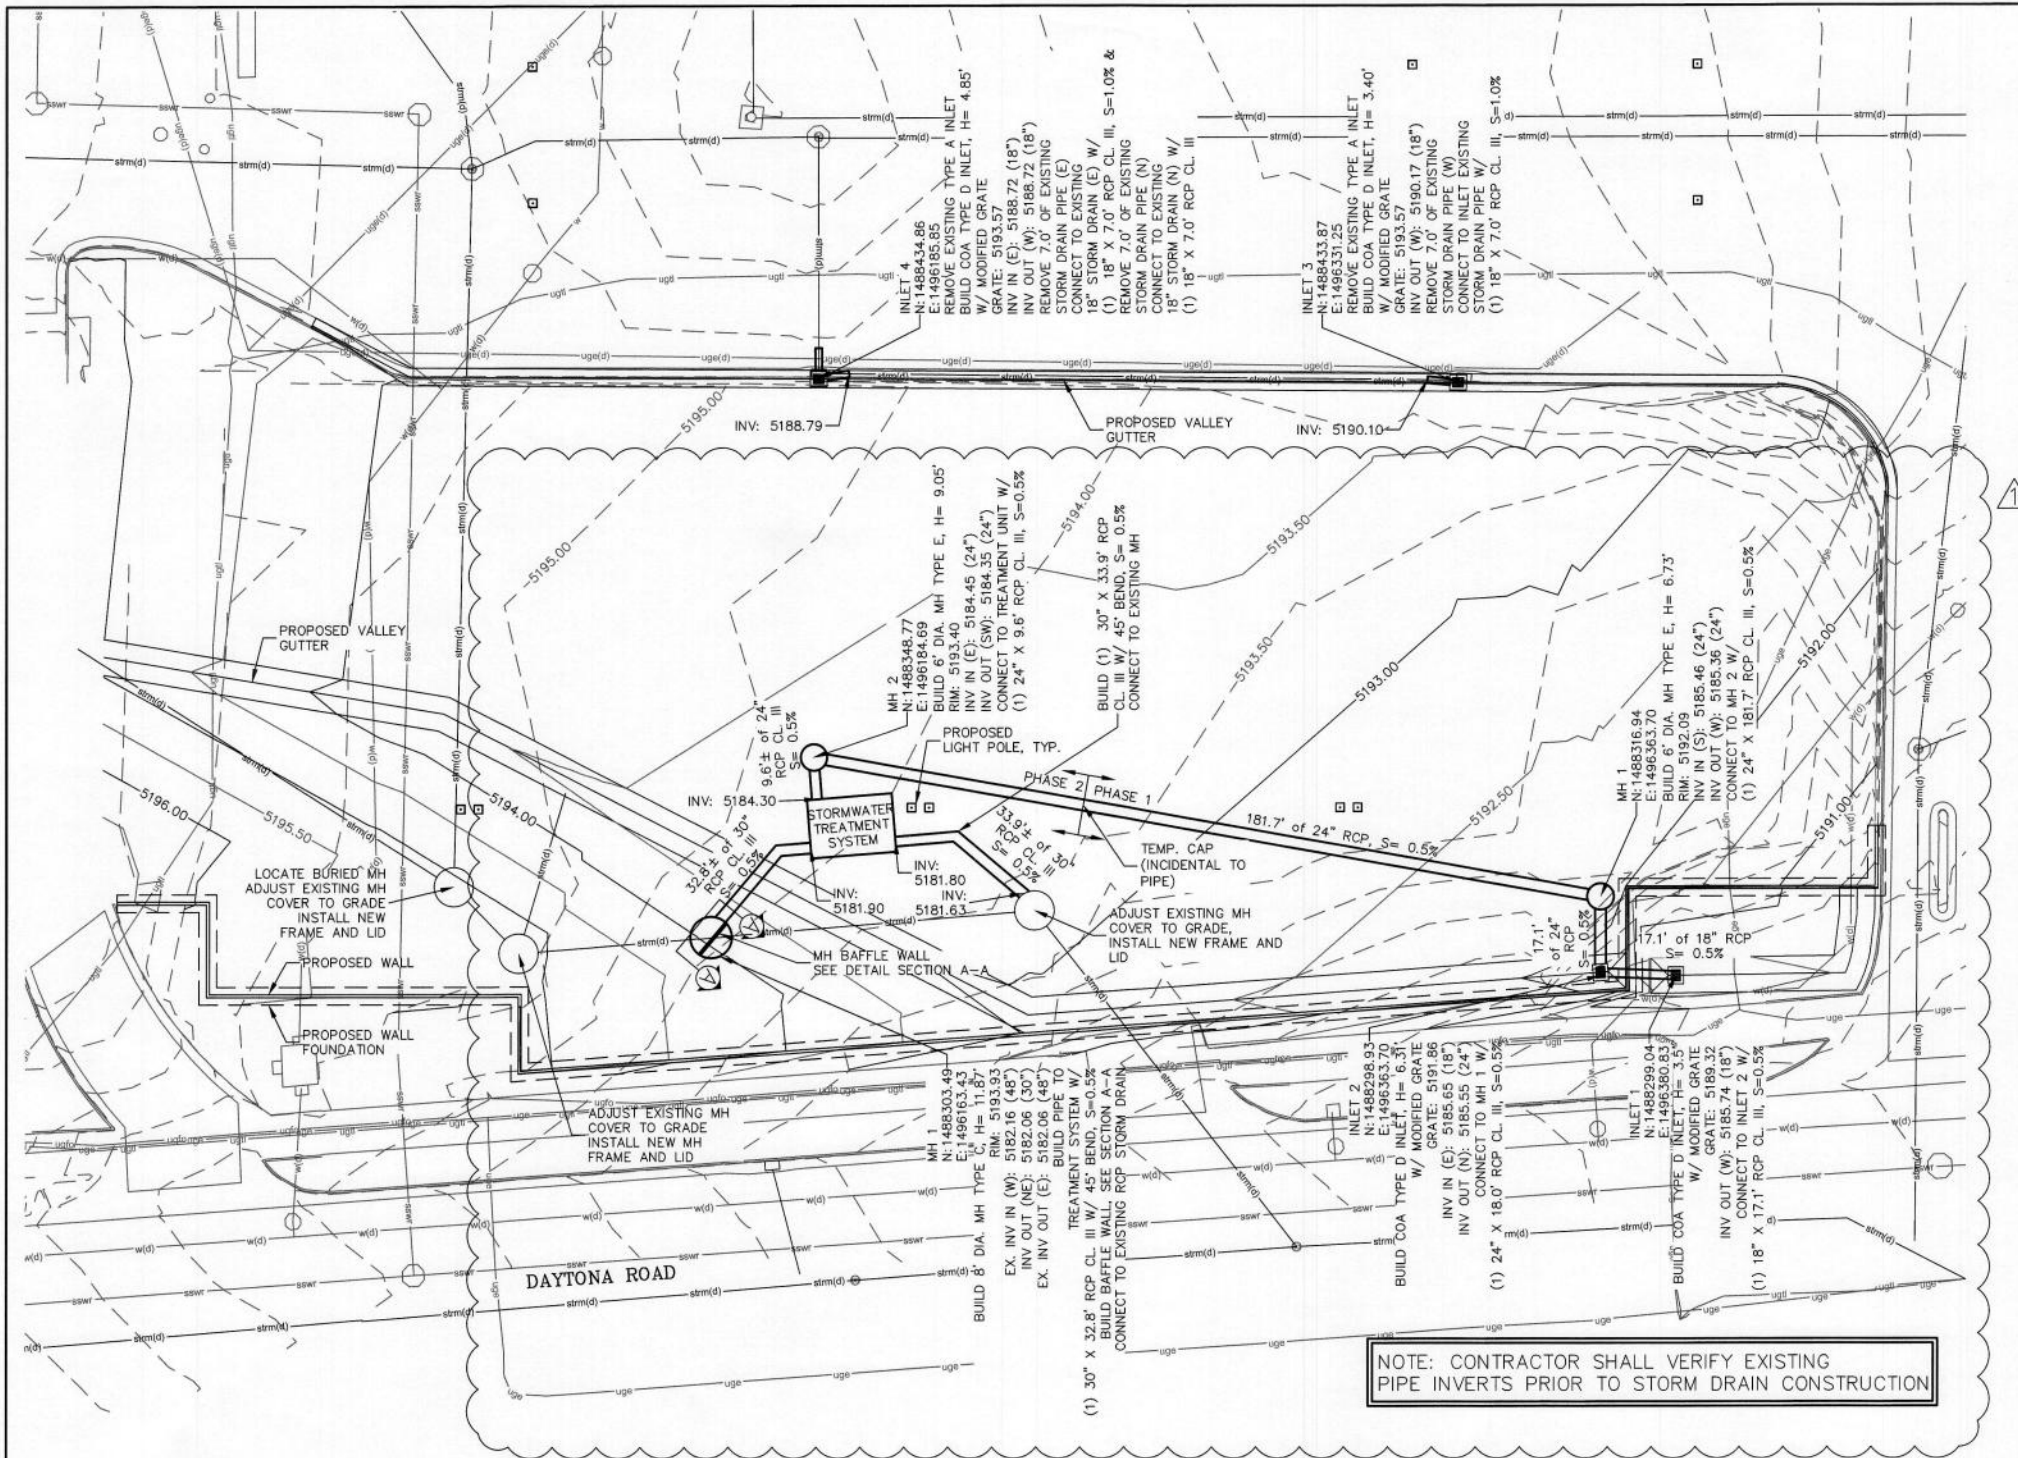 INLET 4
N:1488434.86
E:1496185.85
REMOVE EXISTING TYPE A INLET
BUILD COA TYPE D INLET, H= 4.85'
W/ MODIFIED GRATE
GRATE: 5193.57
INV IN (E): 5188.72 (18")
INV OUT (W): 5188.72 (18")
REMOVE 7.0' OF EXISTING
STORM DRAIN PIPE (E)
CONNECT TO EXISTING
18" STORM DRAIN (E) W/
(1) 18" X 7.0' RCP CL. III, S=1.0% &
REMOVE 7.0' OF EXISTING
STORM DRAIN PIPE (N)
CONNECT TO EXISTING
18" STORM DRAIN (N) W/
(1) 18" X 7.0' RCP CL. III
INLET 3
N:1488433.87
E:1496331.25
REMOVE EXISTING TYPE A INLET
BUILD COA TYPE D INLET, H= 3.40'
W/ MODIFIED GRATE
GRATE: 5193.57
INV OUT (W): 5190.17 (18")
REMOVE 7.0' OF EXISTING
STORM DRAIN PIPE (W)
CONNECT TO INLET EXISTING
STORM DRAIN PIPE W/
(1) 18" X 7.0' RCP CL. III, S=1.0%
5195.00
INV: 5188.79
PROPOSED VALLEY
GUTTER
INV: 5190.10
5195.00
5194.00
5193.50
5193.50
5193.00
5192.50
5192.00
5191.00
1
MH 2
N:1488348.77
E:1496184.69
BUILD 6' DIA. MH TYPE E, H= 9.05'
RIM: 5193.40
INV IN (E): 5184.45 (24")
INV OUT (SW): 5184.35 (24")
CONNECT TO TREATMENT UNIT W/
(1) 24" X 9.6' RCP CL. III, S=0.5%
BUILD (1) 30" X 33.9' RCP
CL. III W/ 45° BEND, S= 0.5%
CONNECT TO EXISTING MH
MH 1
N:1488316.94
E:1496363.70
BUILD 6' DIA. MH TYPE E, H= 6.73'
RIM: 5192.09
INV IN (S): 5185.46 (24")
INV OUT (W): 5185.36 (24")
CONNECT TO MH 2 W/
(1) 24" X 181.7' RCP CL. III, S=0.5%
PROPOSED VALLEY
GUTTER
9.6'± of 24"
RCP CL. III
S= 0.5%
PROPOSED
LIGHT POLE, TYP.
PHASE 2
PHASE 1
INV: 5184.30
STORMWATER
TREATMENT
SYSTEM
181.7' of 24" RCP, S= 0.5%
TEMP. CAP
(INCIDENTAL TO
PIPE)
5196.00
5195.50
5194.00
32.8'± of 30"
RCP CL. III
S= 0.5%
33.9'± of 30"
RCP CL. III
S= 0.5%
INV:
5181.80
INV:
5181.90
INV:
5181.63
LOCATE BURIED MH
ADJUST EXISTING MH
COVER TO GRADE
INSTALL NEW
FRAME AND LID
PROPOSED WALL
PROPOSED WALL
FOUNDATION
ADJUST EXISTING MH
COVER TO GRADE,
INSTALL NEW FRAME AND
LID
MH BAFFLE WALL
SEE DETAIL SECTION A-A
A
A
17.1'
of 24"
RCP
S= 0.5%
17.1' of 18" RCP
S= 0.5%
ADJUST EXISTING MH
COVER TO GRADE
INSTALL NEW MH
FRAME AND LID
MH 1
N:1488303.49
E:1496163.43
BUILD 8' DIA. MH TYPE C, H= 11.87'
RIM: 5193.93
EX. INV IN (W): 5182.16 (48")
INV OUT (NE): 5182.06 (30")
EX. INV OUT (E): 5182.06 (48")
BUILD PIPE TO
TREATMENT SYSTEM W/
(1) 30" X 32.8' RCP CL. III W/ 45° BEND, S=0.5%
BUILD BAFFLE WALL, SEE SECTION A-A
CONNECT TO EXISTING RCP STORM DRAIN
INLET 2
N:1488298.93
E:1496363.70
BUILD COA TYPE D INLET, H= 6.31'
W/ MODIFIED GRATE
GRATE: 5191.86
INV IN (E): 5185.65 (18")
INV OUT (N): 5185.55 (24")
CONNECT TO MH 1 W/
(1) 24" X 18.0' RCP CL. III, S=0.5%
INLET 1
N:1488299.04
E:1496380.83
BUILD COA TYPE D INLET, H= 3.5'
W/ MODIFIED GRATE
GRATE: 5189.32
INV OUT (W): 5185.74 (18")
CONNECT TO INLET 2 W/
(1) 18" X 17.1' RCP CL. III, S=0.5%
DAYTONA ROAD
NOTE: CONTRACTOR SHALL VERIFY EXISTING
PIPE INVERTS PRIOR TO STORM DRAIN CONSTRUCTION